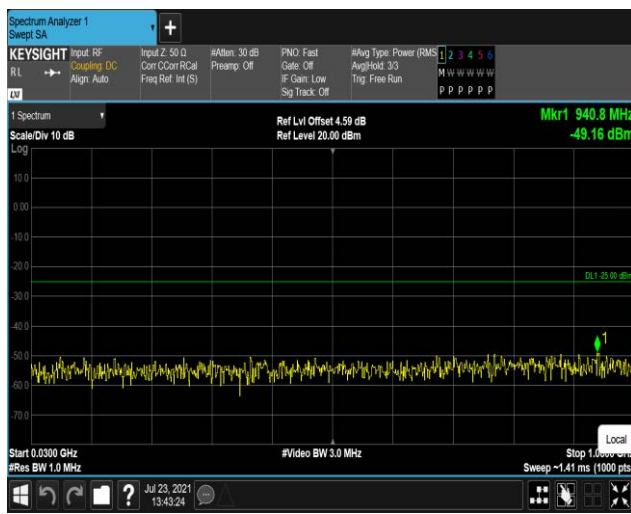 Spectrum Analyzer 1
Swept SA
+
KEYSIGHT
RL
LXI
Input: RF
Coupling: DC
Align: Auto
Input Z: 50 Ω
Corr CCorr RCal
Freq Ref: Int (S)
#Atten: 30 dB
Preamp: Off
PNO: Fast
Gate: Off
IF Gain: Low
Sig Track: Off
#Avg Type: Power (RMS
Avg|Hold: 3/3
Trig: Free Run
1 2 3 4 5 6
M W W W W W
P P P P P P
1 Spectrum
Scale/Div 10 dB
Log
Ref Lvl Offset 4.59 dB
Ref Level 20.00 dBm
Mkr1 940.8 MHz
-49.16 dBm
10.0
0.00
-10.0
-20.0
DL1 -25.00 dBm
-30.0
-40.0
1
-50.0
-60.0
-70.0
Local
Start 0.0300 GHz
#Video BW 3.0 MHz
Stop
#Res BW 1.0 MHz
Sweep ~1.41 ms (1000 pts
?
Jul 23, 2021
13:43:24